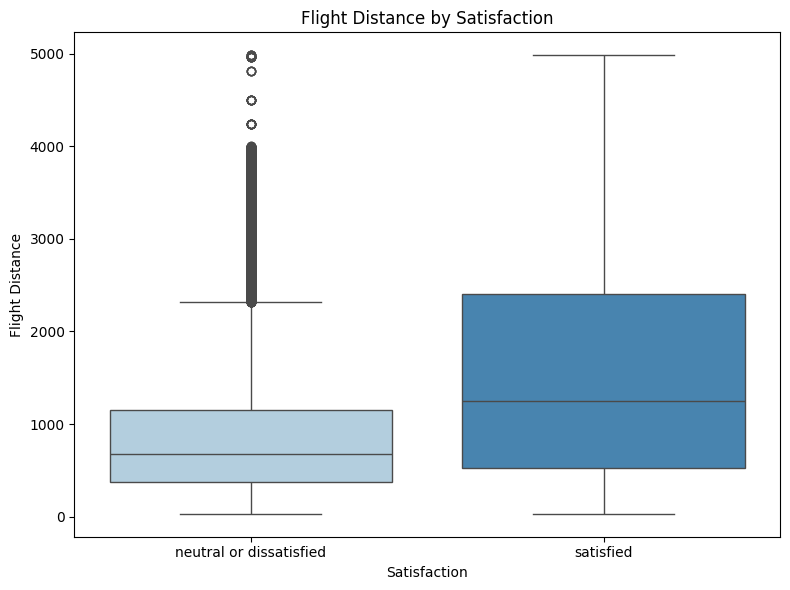 Flight Distance by Satisfaction
Flight Distance
5000
4000
3000
2000
1000
0
neutral or dissatisfied
satisfied
Satisfaction